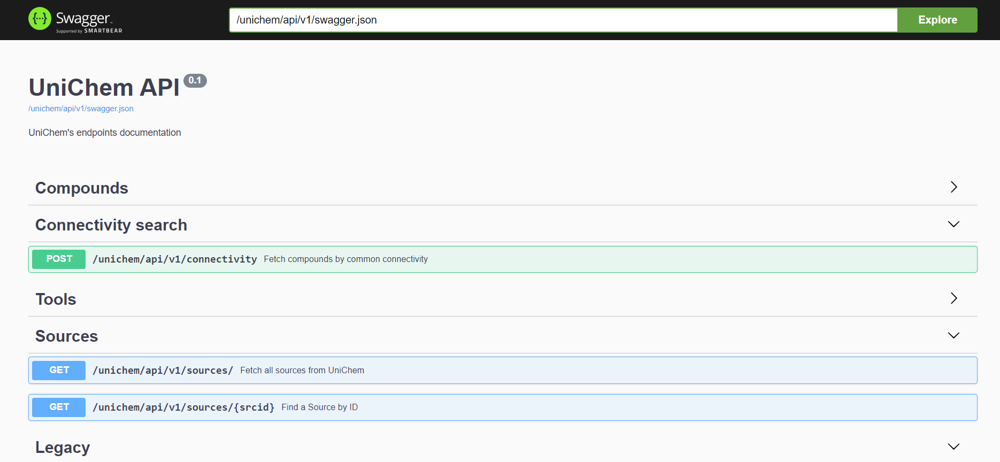 Swagger™
Supported by SMARTBEAR
/unichem/api/v1/swagger.json
Explore
UniChem API 0.1
/unichem/api/v1/swagger.json
UniChem's endpoints documentation
Compounds
Connectivity search
POST /unichem/api/v1/connectivity Fetch compounds by common connectivity
Tools
Sources
GET /unichem/api/v1/sources/ Fetch all sources from UniChem
GET /unichem/api/v1/sources/{srcid} Find a Source by ID
Legacy